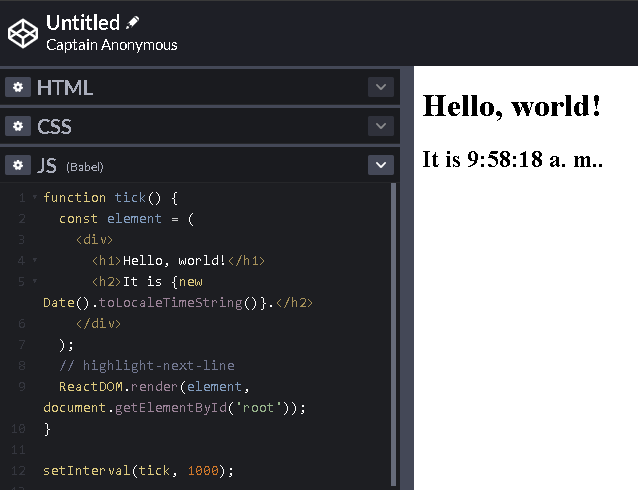 Untitled
Captain Anonymous
HTML
CSS
JS (Babel)
1 function tick() {
2 const element = (
3 <div>
4 <h1>Hello, world!</h1>
5 <h2>It is {new
Date().toLocaleTimeString()}.</h2>
6 </div>
7 );
8 // highlight-next-line
9 ReactDOM.render(element,
document.getElementById('root'));
10 }
11
12 setInterval(tick, 1000);
Hello, world!
It is 9:58:18 a. m..